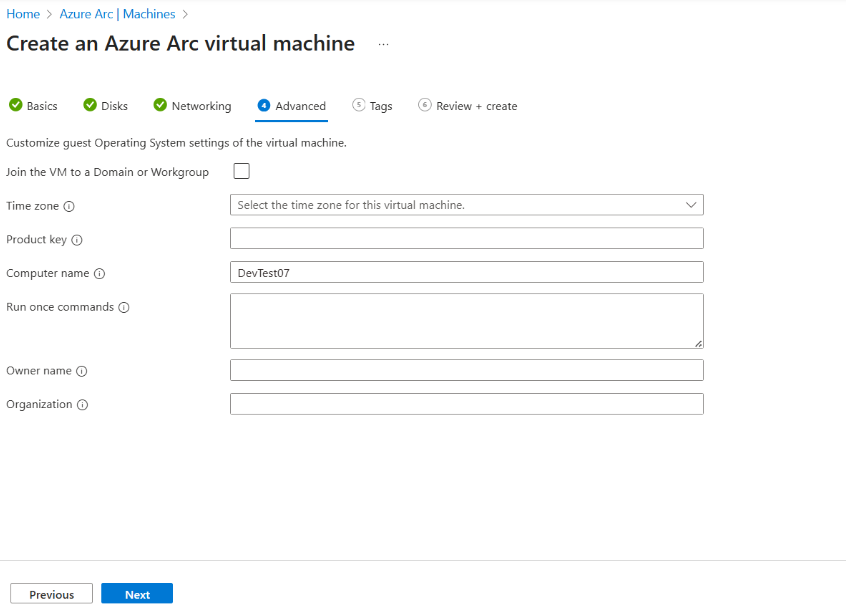 Home > Azure Arc | Machines >
Create an Azure Arc virtual machine ...
Basics Disks Networking 4 Advanced 5 Tags 6 Review + create
Customize guest Operating System settings of the virtual machine.
Join the VM to a Domain or Workgroup
Time zone Select the time zone for this virtual machine.
Product key
Computer name DevTest07
Run once commands
Owner name
Organization
Previous Next